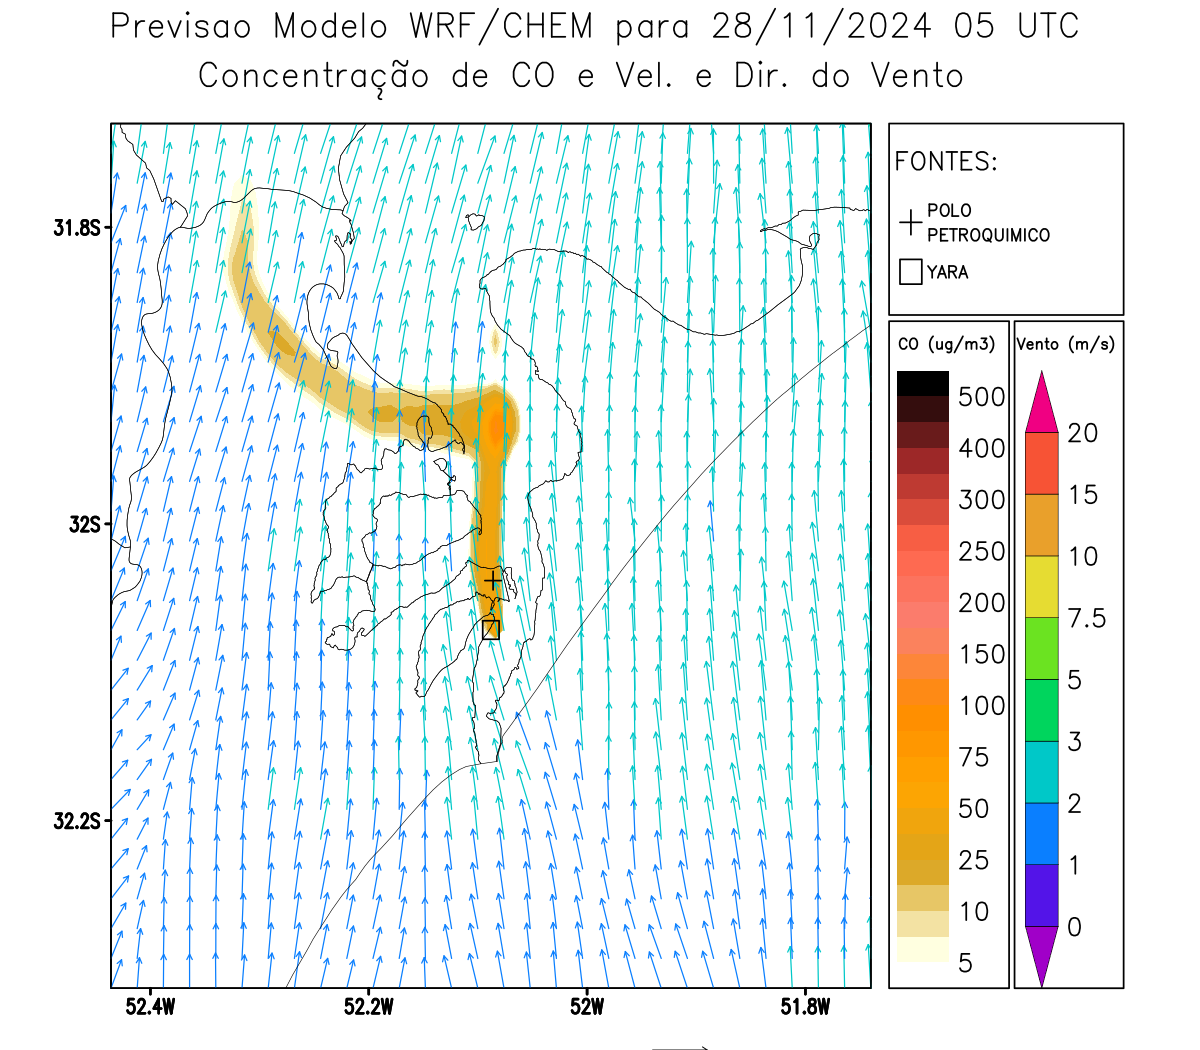 Previsao Modelo WRF/CHEM para 28/11/2024 05 UTC
Concentração de CO e Vel. e Dir. do Vento
FONTES:
POLO
PETROQUIMICO
YARA
CO (ug/m3)
500
400
300
250
200
150
100
75
50
25
10
5
Vento (m/s)
20
15
10
7.5
5
3
2
1
0
31.8S
32S
32.2S
52.4W
52.2W
52W
51.8W